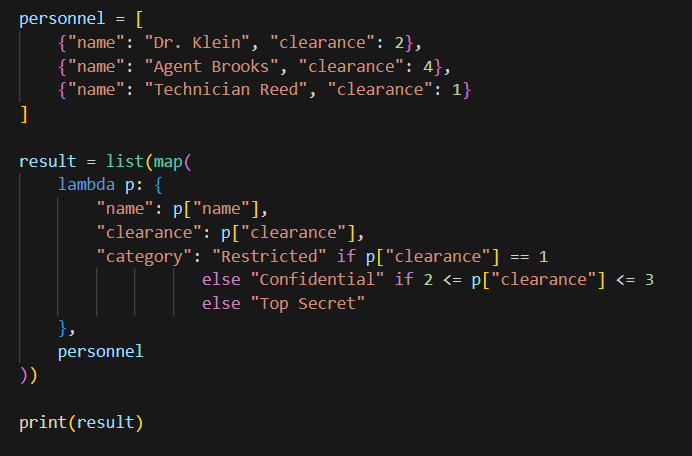 personnel = [
    {"name": "Dr. Klein", "clearance": 2},
    {"name": "Agent Brooks", "clearance": 4},
    {"name": "Technician Reed", "clearance": 1}
]

result = list(map(
    lambda p: {
        "name": p["name"],
        "clearance": p["clearance"],
        "category": "Restricted" if p["clearance"] == 1
                   else "Confidential" if 2 <= p["clearance"] <= 3
                   else "Top Secret"
    },
    personnel
))

print(result)